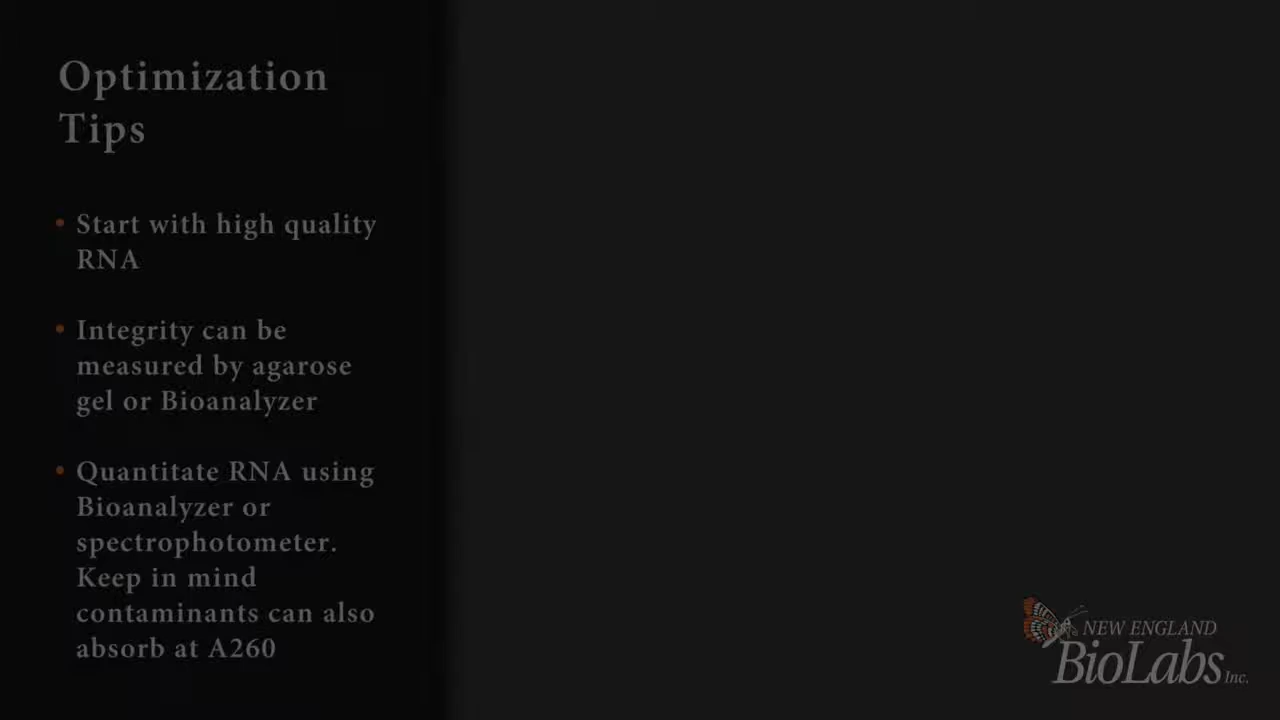 Optimization
Tips
• Start with high quality
RNA
• Integrity can be
measured by agarose
gel or Bioanalyzer
• Quantitate RNA using
Bioanalyzer or
spectrophotometer.
Keep in mind
contaminants can also
absorb at A260
NEW ENGLAND
BioLabs Inc.